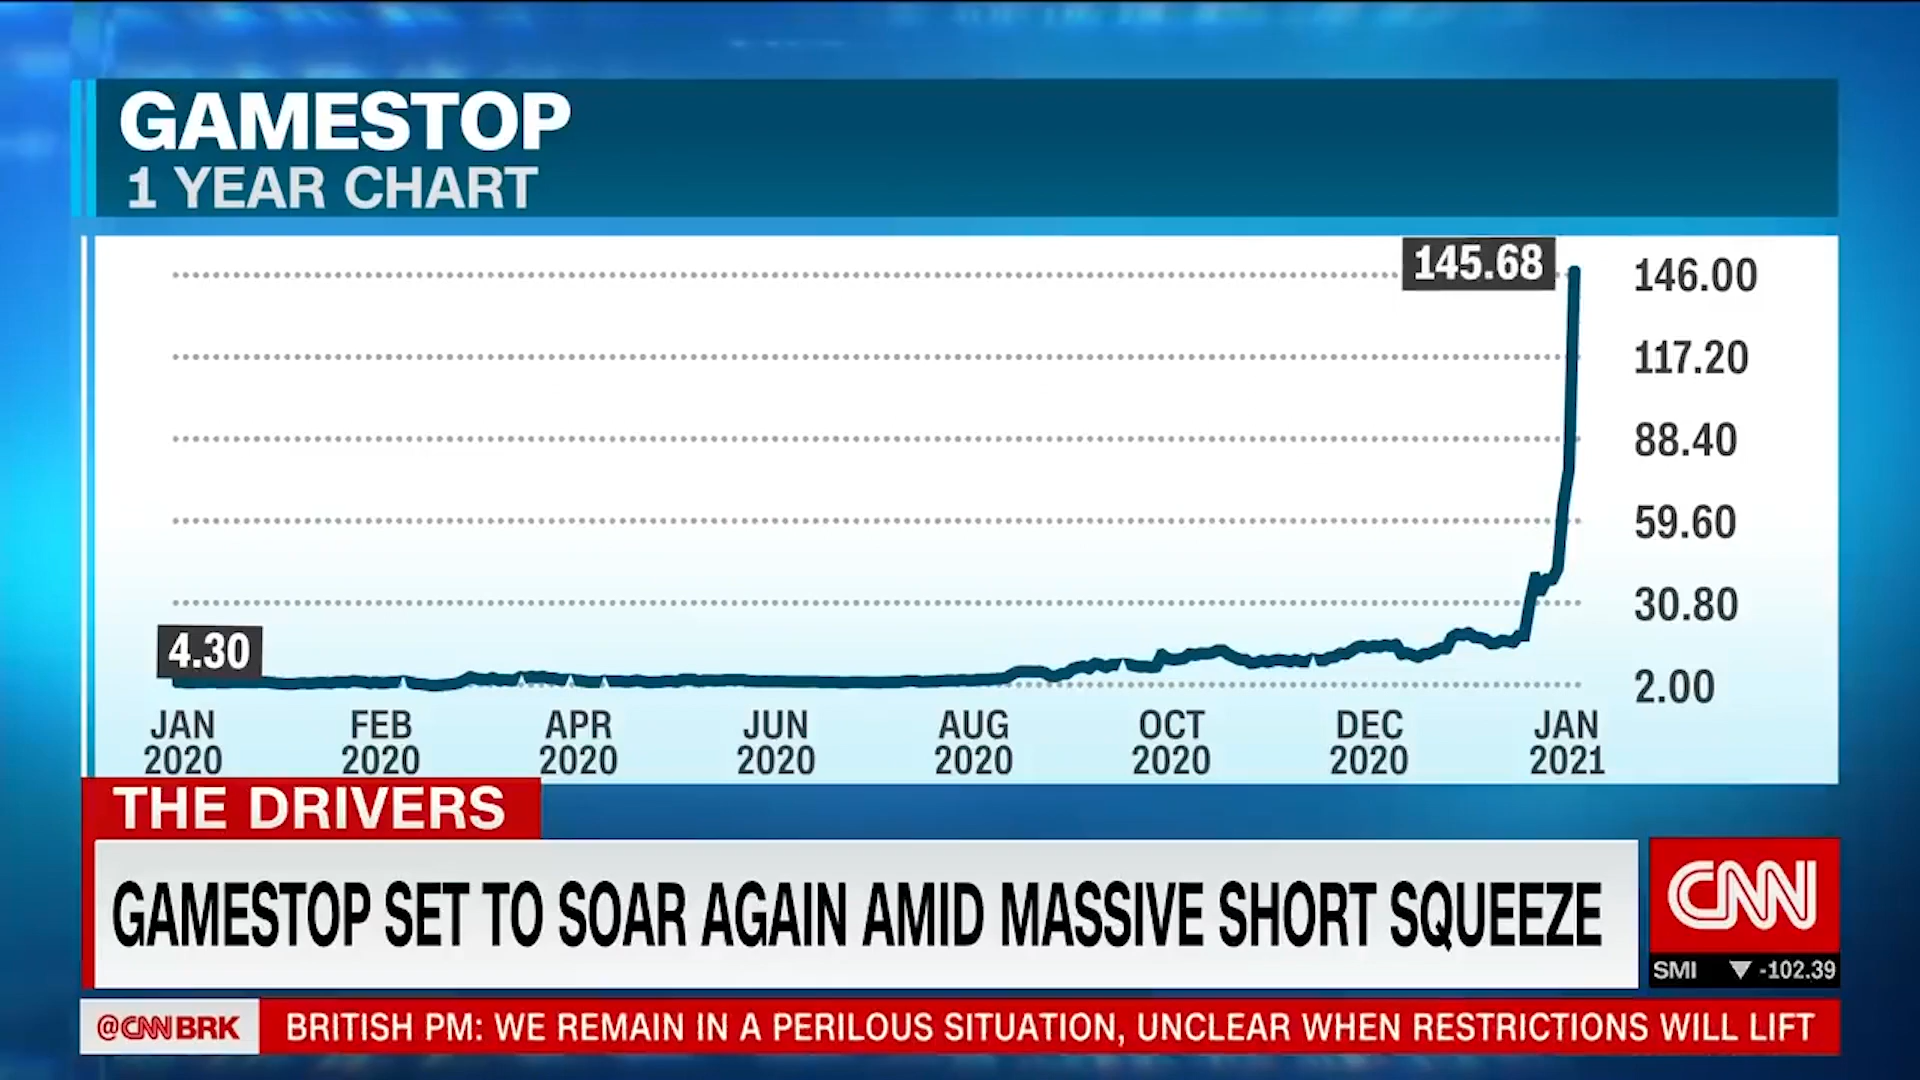 GAMESTOP
1 YEAR CHART
145.68
146.00
117.20
88.40
59.60
30.80
4.30
2.00
JAN FEB APR JUN AUG OCT DEC JAN
2020 2020 2020 2020 2020 2020 2020 2021
THE DRIVERS
GAMESTOP SET TO SOAR AGAIN AMID MASSIVE SHORT SQUEEZE
CNN
SMI ▼ -102.39
@CNNBRK BRITISH PM: WE REMAIN IN A PERILOUS SITUATION, UNCLEAR WHEN RESTRICTIONS WILL LIFT